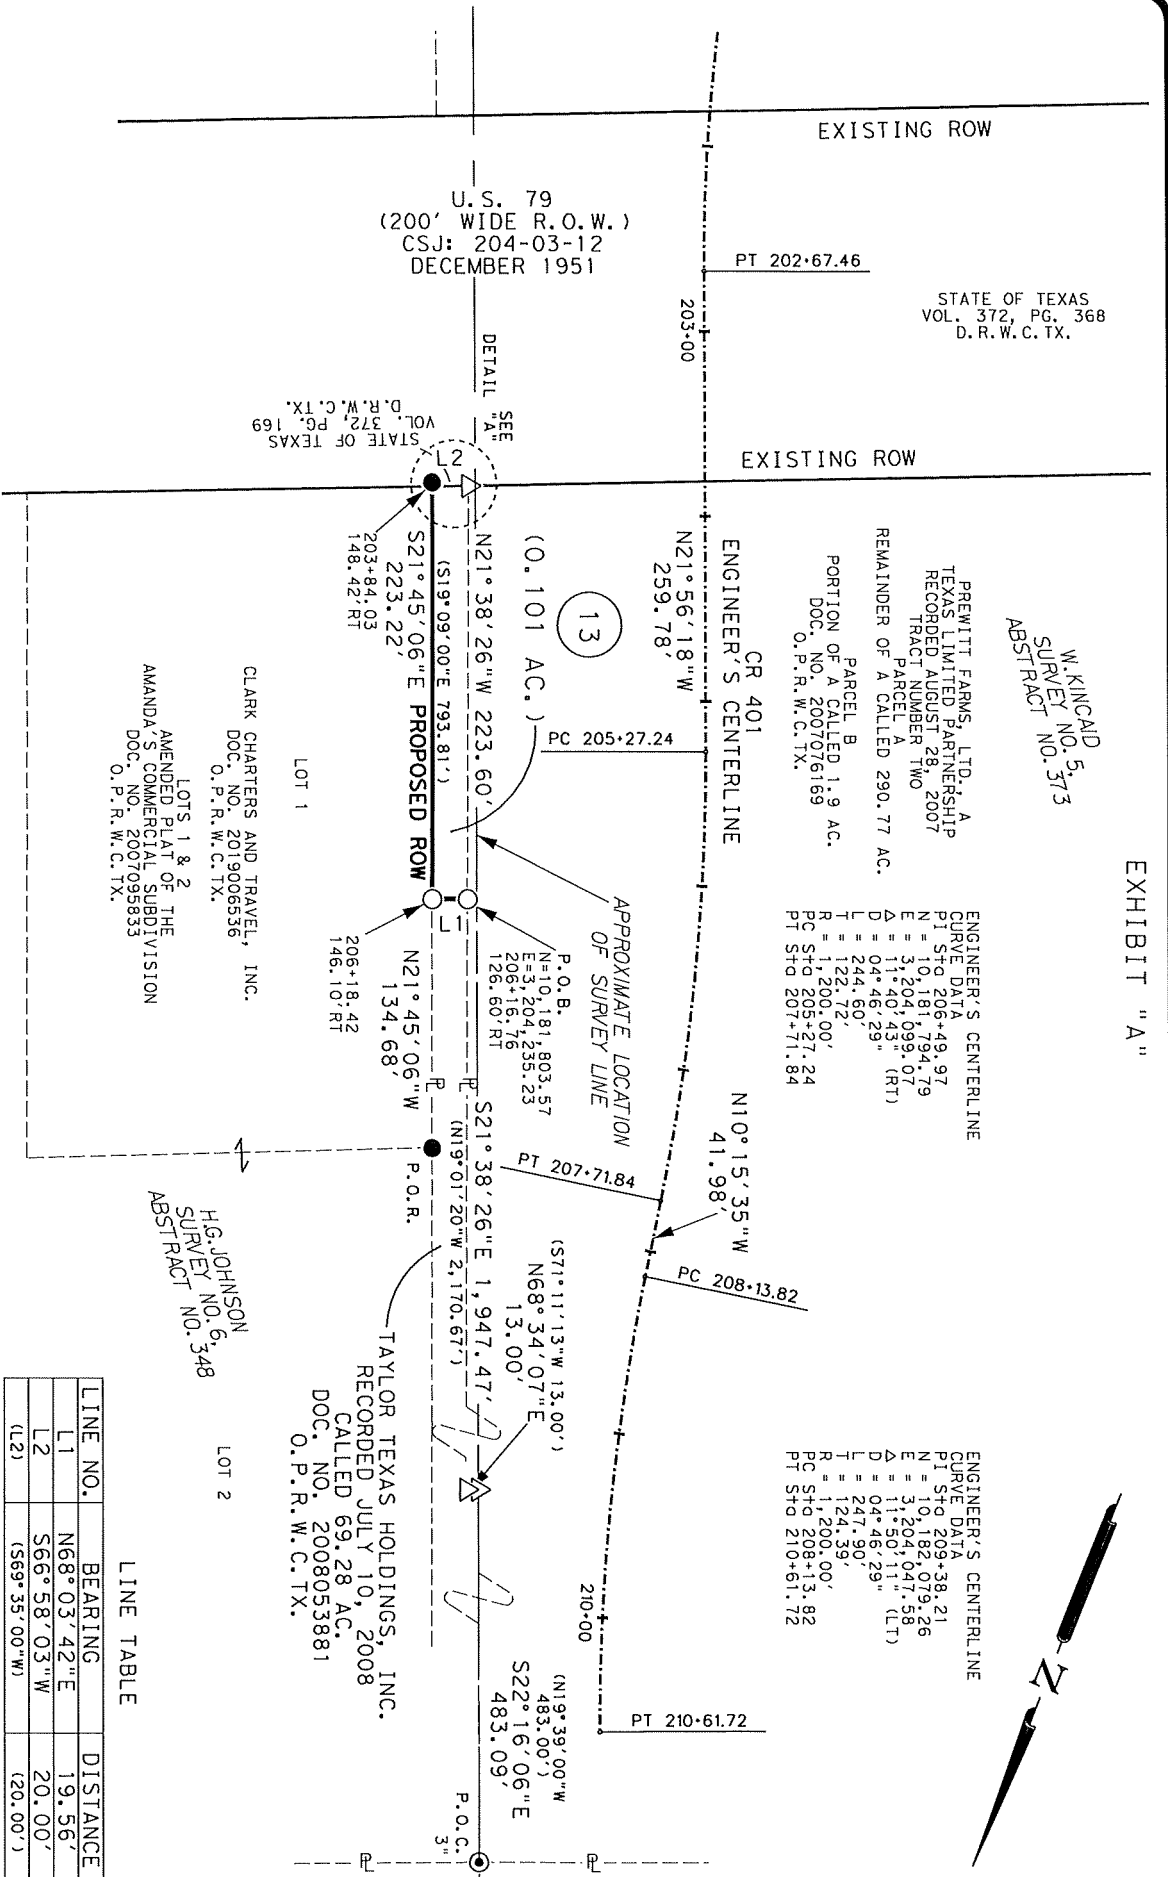 EXHIBIT "A"
EXISTING ROW
U.S. 79
(200' WIDE R.O.W.)
CSJ: 204-03-12
DECEMBER 1951
PT 202+67.46
STATE OF TEXAS
VOL. 372, PG. 368
D.R.W.C.TX.
203+00
SEE
DETAIL "A"
STATE OF TEXAS
VOL. 372, PG. 169
D.R.W.C.TX.
L2
EXISTING ROW
W.KINCAID
SURVEY NO. 5,
ABSTRACT NO. 373
PREWITT FARMS, LTD., A
TEXAS LIMITED PARTNERSHIP
RECORDED AUGUST 28, 2007
TRACT NUMBER TWO
PARCEL A
REMAINDER OF A CALLED 290.77 AC.
PARCEL B
PORTION OF A CALLED 1.9 AC.
DOC. NO. 2007076169
O.P.R.W.C.TX.
CR 401
ENGINEER'S CENTERLINE
N21°56'18"W
259.78'
PC 205+27.24
ENGINEER'S CENTERLINE
CURVE DATA
PI Sta 206+49.97
N = 10,181,794.79
E = 3,204,099.07
Δ = 11°40'43" (RT)
D = 04°46'29"
L = 244.60'
T = 122.72'
R = 1,200.00'
PC Sta 205+27.24
PT Sta 207+71.84
ENGINEER'S CENTERLINE
CURVE DATA
PI Sta 209+38.21
N = 10,182,079.26
E = 3,204,047.58
Δ = 11°50'11" (LT)
D = 04°46'29"
L = 247.90'
T = 124.39'
R = 1,200.00'
PC Sta 208+13.82
PT Sta 210+61.72
N
N10°15'35"W
41.98'
PT 207+71.84
PC 208+13.82
210+00
PT 210+61.72
13
(0.101 AC.)
N21°38'26"W 223.60'
(S19°09'00"E 793.81')
S21°45'06"E PROPOSED ROW
223.22'
203+84.03
148.42'RT
APPROXIMATE LOCATION
OF SURVEY LINE
P.O.B.
N=10,181,803.57
E=3,204,235.23
206+16.76
126.60'RT
L1
206+18.42
146.10'RT
N21°45'06"W
134.68'
P
P
P.O.R.
S21°38'26"E 1,947.47'
(N19°01'20"W 2,170.67')
(S71°11'13"W 13.00')
N68°34'07"E
13.00'
(N19°39'00"W
483.00')
S22°16'06"E
483.09'
P.O.C.
3"
P
P
TAYLOR TEXAS HOLDINGS, INC.
RECORDED JULY 10, 2008
CALLED 69.28 AC.
DOC. NO. 2008053881
O.P.R.W.C.TX.
LOT 1
CLARK CHARTERS AND TRAVEL, INC.
DOC. NO. 2019006536
O.P.R.W.C.TX.
LOTS 1 & 2
AMENDED PLAT OF THE
AMANDA'S COMMERCIAL SUBDIVISION
DOC. NO. 2007095833
O.P.R.W.C.TX.
H.G.JOHNSON
SURVEY NO. 6,
ABSTRACT NO. 348
LOT 2
LINE TABLE
LINE NO. BEARING DISTANCE
L1 N68°03'42"E 19.56'
L2 S66°58'03"W 20.00'
(L2) (S69°35'00"W) (20.00')